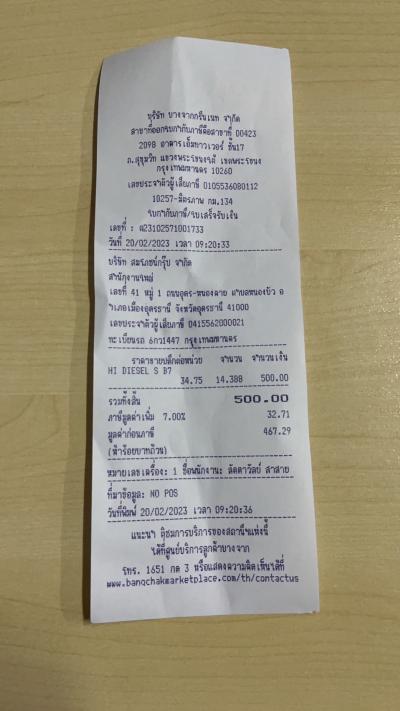 บริษัท บางจากกรีนเนท จำกัด
สาขาที่ออกใบกำกับภาษีคือสาขาที่ 00423
2098 อาคารเอ็มทาวเวอร์ ชั้น17
ถ.สุขุมวิท แขวงพระโขนงใต้ เขตพระโขนง
กรุงเทพมหานคร 10260
เลขประจำตัวผู้เสียภาษี 0105536080112
10257-มิตรภาพ กม.134
ใบกำกับภาษี/ใบเสร็จรับเงิน
เลขที่ : A23102571001733
วันที่ 20/02/2023 เวลา 09:20:33
บริษัท สมโภชน์กรุ๊ป จำกัด
สำนักงานใหญ่
เลขที่ 41 หมู่ 1 ถนนอุดร-หนองคาย ตำบลหนองบัว อ
ำเภอเมืองอุดรธานี จังหวัดอุดรธานี 41000
เลขประจำตัวผู้เสียภาษี 0415562000021
ทะเบียนรถ 6กว1447 กรุงเทพมหานคร
ราคาขายปลีกต่อหน่วย จำนวน จำนวนเงิน
HI DIESEL S B7
34.75 14.388 500.00
รวมทั้งสิ้น 500.00
ภาษีมูลค่าเพิ่ม 7.00% 32.71
มูลค่าก่อนภาษี 467.29
(ห้าร้อยบาทถ้วน)
หมายเลขเครื่อง: 1 ชื่อพนักงาน: ลัดดาวัลย์ สาสาย
ที่มาข้อมูล: NO POS
วันที่พิมพ์ 20/02/2023 เวลา 09:20:36
แนะนำ ติชมการบริการของสถานีฯแห่งนี้
ได้ที่ศูนย์บริการลูกค้าบางจาก
โทร. 1651 กด 3 หรือแสดงความคิดเห็นได้ที่
www.bangchakmarketplace.com/th/contactus